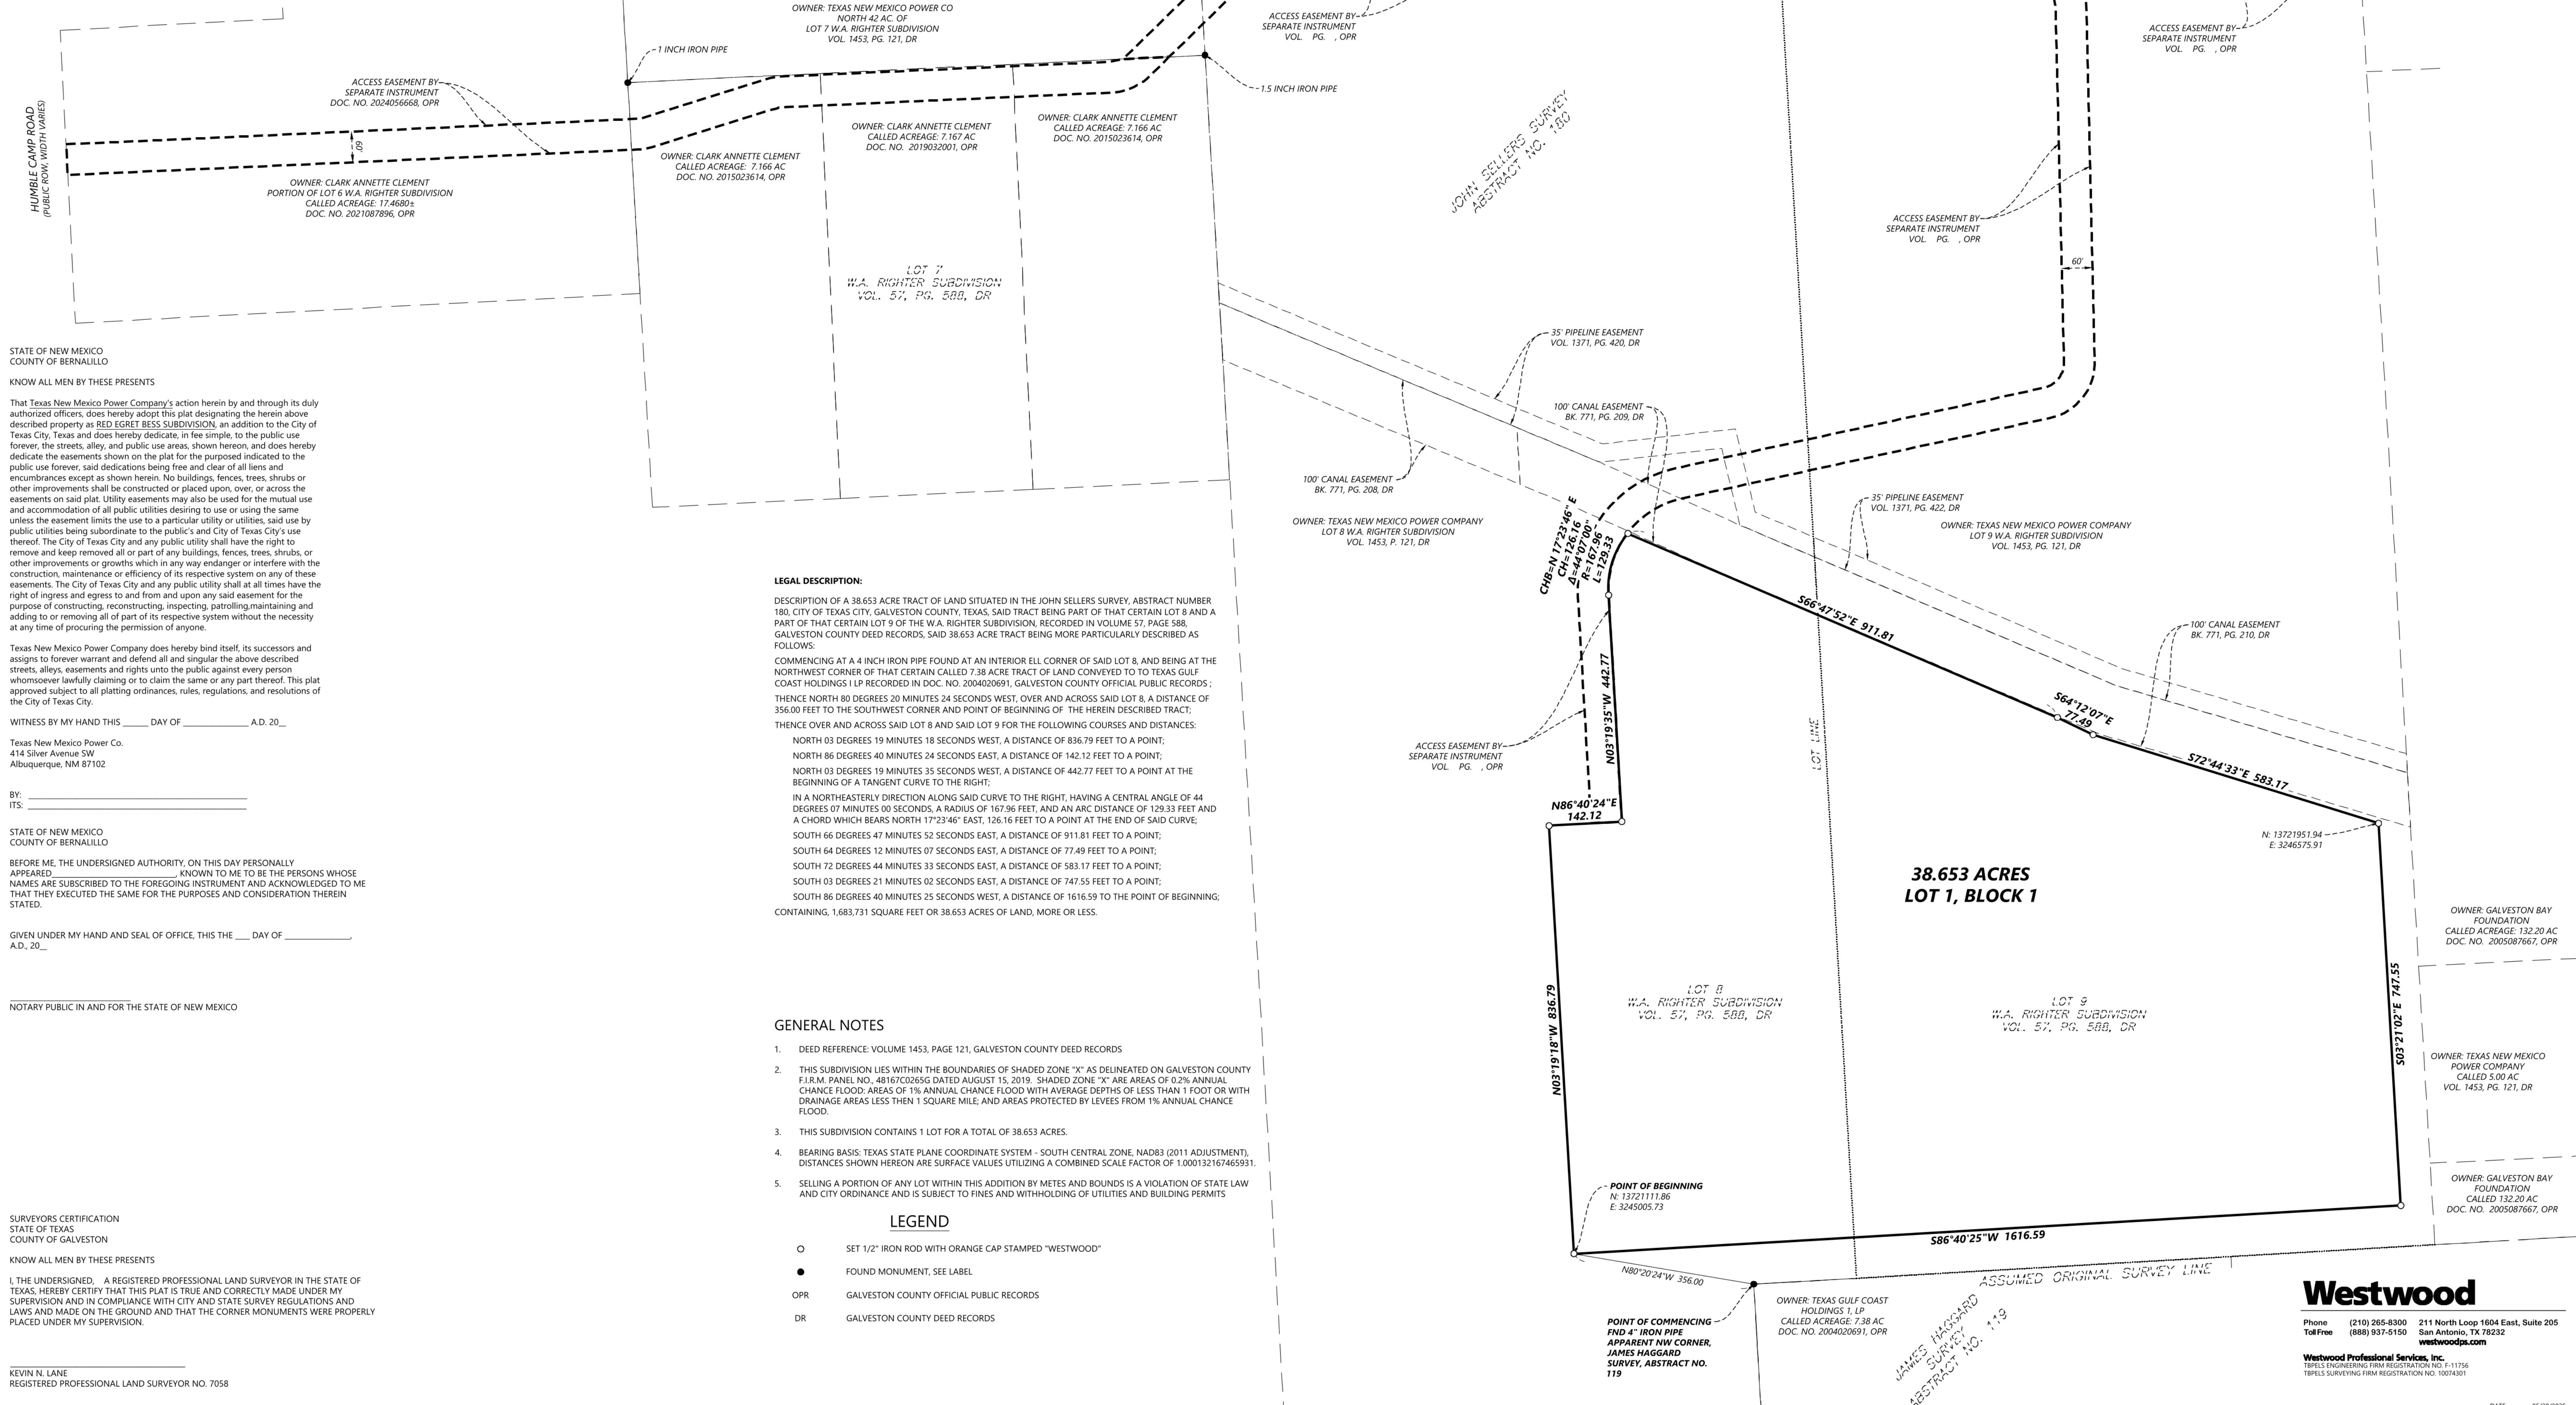 OWNER: TEXAS NEW MEXICO POWER CO
NORTH 42 AC. OF
LOT 7 W.A. RIGHTER SUBDIVISION
VOL. 1453, PG. 121, DR
ACCESS EASEMENT BY
SEPARATE INSTRUMENT
VOL.    PG.    , OPR
ACCESS EASEMENT BY
SEPARATE INSTRUMENT
VOL.    PG.    , OPR
1 INCH IRON PIPE
1.5 INCH IRON PIPE
ACCESS EASEMENT BY
SEPARATE INSTRUMENT
DOC. NO. 2024056668, OPR
HUMBLE CAMP ROAD
(PUBLIC ROW, WIDTH VARIES)
60'
OWNER: CLARK ANNETTE CLEMENT
PORTION OF LOT 6 W.A. RIGHTER SUBDIVISION
CALLED ACREAGE: 17.4680±
DOC. NO. 2021087896, OPR
OWNER: CLARK ANNETTE CLEMENT
CALLED ACREAGE: 7.166 AC
DOC. NO. 2015023614, OPR
OWNER: CLARK ANNETTE CLEMENT
CALLED ACREAGE: 7.167 AC
DOC. NO. 2019032001, OPR
OWNER: CLARK ANNETTE CLEMENT
CALLED ACREAGE: 7.166 AC
DOC. NO. 2015023614, OPR
JOHN SELLERS SURVEY
ABSTRACT NO. 180
ACCESS EASEMENT BY
SEPARATE INSTRUMENT
VOL.    PG.    , OPR
60'
LOT 7
W.A. RIGHTER SUBDIVISION
VOL. 57, PG. 588, DR
35' PIPELINE EASEMENT
VOL. 1371, PG. 420, DR
100' CANAL EASEMENT
BK. 771, PG. 209, DR
100' CANAL EASEMENT
BK. 771, PG. 208, DR
35' PIPELINE EASEMENT
VOL. 1371, PG. 422, DR
OWNER: TEXAS NEW MEXICO POWER COMPANY
LOT 8 W.A. RIGHTER SUBDIVISION
VOL. 1453, P. 121, DR
OWNER: TEXAS NEW MEXICO POWER COMPANY
LOT 9 W.A. RIGHTER SUBDIVISION
VOL. 1453, PG. 121, DR
STATE OF NEW MEXICO
COUNTY OF BERNALILLO
KNOW ALL MEN BY THESE PRESENTS
That Texas New Mexico Power Company's action herein by and through its duly
authorized officers, does hereby adopt this plat designating the herein above
described property as RED EGRET BESS SUBDIVISION, an addition to the City of
Texas City, Texas and does hereby dedicate, in fee simple, to the public use
forever, the streets, alley, and public use areas, shown hereon, and does hereby
dedicate the easements shown on the plat for the purposed indicated to the
public use forever, said dedications being free and clear of all liens and
encumbrances except as shown herein. No buildings, fences, trees, shrubs or
other improvements shall be constructed or placed upon, over, or across the
easements on said plat. Utility easements may also be used for the mutual use
and accommodation of all public utilities desiring to use or using the same
unless the easement limits the use to a particular utility or utilities, said use by
public utilities being subordinate to the public's and City of Texas City's use
thereof. The City of Texas City and any public utility shall have the right to
remove and keep removed all or part of any buildings, fences, trees, shrubs, or
other improvements or growths which in any way endanger or interfere with the
construction, maintenance or efficiency of its respective system on any of these
easements. The City of Texas City and any public utility shall at all times have the
right of ingress and egress to and from and upon any said easement for the
purpose of constructing, reconstructing, inspecting, patrolling,maintaining and
adding to or removing all of part of its respective system without the necessity
at any time of procuring the permission of anyone.
Texas New Mexico Power Company does hereby bind itself, its successors and
assigns to forever warrant and defend all and singular the above described
streets, alleys, easements and rights unto the public against every person
whomsoever lawfully claiming or to claim the same or any part thereof. This plat
approved subject to all platting ordinances, rules, regulations, and resolutions of
the City of Texas City.
WITNESS BY MY HAND THIS ______ DAY OF ________________ A.D. 20__
Texas New Mexico Power Co.
414 Silver Avenue SW
Albuquerque, NM 87102
BY:
ITS:
STATE OF NEW MEXICO
COUNTY OF BERNALILLO
BEFORE ME, THE UNDERSIGNED AUTHORITY, ON THIS DAY PERSONALLY
APPEARED______________________________, KNOWN TO ME TO BE THE PERSONS WHOSE
NAMES ARE SUBSCRIBED TO THE FOREGOING INSTRUMENT AND ACKNOWLEDGED TO ME
THAT THEY EXECUTED THE SAME FOR THE PURPOSES AND CONSIDERATION THEREIN
STATED.
GIVEN UNDER MY HAND AND SEAL OF OFFICE, THIS THE ____ DAY OF ________________,
A.D., 20__
NOTARY PUBLIC IN AND FOR THE STATE OF NEW MEXICO
SURVEYORS CERTIFICATION
STATE OF TEXAS
COUNTY OF GALVESTON
KNOW ALL MEN BY THESE PRESENTS
I, THE UNDERSIGNED,    A REGISTERED PROFESSIONAL LAND SURVEYOR IN THE STATE OF
TEXAS, HEREBY CERTIFY THAT THIS PLAT IS TRUE AND CORRECTLY MADE UNDER MY
SUPERVISION AND IN COMPLIANCE WITH CITY AND STATE SURVEY REGULATIONS AND
LAWS AND MADE ON THE GROUND AND THAT THE CORNER MONUMENTS WERE PROPERLY
PLACED UNDER MY SUPERVISION.
KEVIN N. LANE
REGISTERED PROFESSIONAL LAND SURVEYOR NO. 7058
LEGAL DESCRIPTION:
DESCRIPTION OF A 38.653 ACRE TRACT OF LAND SITUATED IN THE JOHN SELLERS SURVEY, ABSTRACT NUMBER
180, CITY OF TEXAS CITY, GALVESTON COUNTY, TEXAS, SAID TRACT BEING PART OF THAT CERTAIN LOT 8 AND A
PART OF THAT CERTAIN LOT 9 OF THE W.A. RIGHTER SUBDIVISION, RECORDED IN VOLUME 57, PAGE 588,
GALVESTON COUNTY DEED RECORDS, SAID 38.653 ACRE TRACT BEING MORE PARTICULARLY DESCRIBED AS
FOLLOWS:
COMMENCING AT A 4 INCH IRON PIPE FOUND AT AN INTERIOR ELL CORNER OF SAID LOT 8, AND BEING AT THE
NORTHWEST CORNER OF THAT CERTAIN CALLED 7.38 ACRE TRACT OF LAND CONVEYED TO TO TEXAS GULF
COAST HOLDINGS I LP RECORDED IN DOC. NO. 2004020691, GALVESTON COUNTY OFFICIAL PUBLIC RECORDS ;
THENCE NORTH 80 DEGREES 20 MINUTES 24 SECONDS WEST, OVER AND ACROSS SAID LOT 8, A DISTANCE OF
356.00 FEET TO THE SOUTHWEST CORNER AND POINT OF BEGINNING OF  THE HEREIN DESCRIBED TRACT;
THENCE OVER AND ACROSS SAID LOT 8 AND SAID LOT 9 FOR THE FOLLOWING COURSES AND DISTANCES:
NORTH 03 DEGREES 19 MINUTES 18 SECONDS WEST, A DISTANCE OF 836.79 FEET TO A POINT;
NORTH 86 DEGREES 40 MINUTES 24 SECONDS EAST, A DISTANCE OF 142.12 FEET TO A POINT;
NORTH 03 DEGREES 19 MINUTES 35 SECONDS WEST, A DISTANCE OF 442.77 FEET TO A POINT AT THE
BEGINNING OF A TANGENT CURVE TO THE RIGHT;
IN A NORTHEASTERLY DIRECTION ALONG SAID CURVE TO THE RIGHT, HAVING A CENTRAL ANGLE OF 44
DEGREES 07 MINUTES 00 SECONDS, A RADIUS OF 167.96 FEET, AND AN ARC DISTANCE OF 129.33 FEET AND
A CHORD WHICH BEARS NORTH 17°23'46" EAST, 126.16 FEET TO A POINT AT THE END OF SAID CURVE;
SOUTH 66 DEGREES 47 MINUTES 52 SECONDS EAST, A DISTANCE OF 911.81 FEET TO A POINT;
SOUTH 64 DEGREES 12 MINUTES 07 SECONDS EAST, A DISTANCE OF 77.49 FEET TO A POINT;
SOUTH 72 DEGREES 44 MINUTES 33 SECONDS EAST, A DISTANCE OF 583.17 FEET TO A POINT;
SOUTH 03 DEGREES 21 MINUTES 02 SECONDS EAST, A DISTANCE OF 747.55 FEET TO A POINT;
SOUTH 86 DEGREES 40 MINUTES 25 SECONDS WEST, A DISTANCE OF 1616.59 TO THE POINT OF BEGINNING;
CONTAINING, 1,683,731 SQUARE FEET OR 38.653 ACRES OF LAND, MORE OR LESS.
GENERAL NOTES
1. DEED REFERENCE: VOLUME 1453, PAGE 121, GALVESTON COUNTY DEED RECORDS
2. THIS SUBDIVISION LIES WITHIN THE BOUNDARIES OF SHADED ZONE "X" AS DELINEATED ON GALVESTON COUNTY
F.I.R.M. PANEL NO., 48167C0265G DATED AUGUST 15, 2019.  SHADED ZONE "X" ARE AREAS OF 0.2% ANNUAL
CHANCE FLOOD: AREAS OF 1% ANNUAL CHANCE FLOOD WITH AVERAGE DEPTHS OF LESS THAN 1 FOOT OR WITH
DRAINAGE AREAS LESS THEN 1 SQUARE MILE; AND AREAS PROTECTED BY LEVEES FROM 1% ANNUAL CHANCE
FLOOD.
3. THIS SUBDIVISION CONTAINS 1 LOT FOR A TOTAL OF 38.653 ACRES.
4. BEARING BASIS: TEXAS STATE PLANE COORDINATE SYSTEM - SOUTH CENTRAL ZONE, NAD83 (2011 ADJUSTMENT),
DISTANCES SHOWN HEREON ARE SURFACE VALUES UTILIZING A COMBINED SCALE FACTOR OF 1.000132167465931.
5. SELLING A PORTION OF ANY LOT WITHIN THIS ADDITION BY METES AND BOUNDS IS A VIOLATION OF STATE LAW
AND CITY ORDINANCE AND IS SUBJECT TO FINES AND WITHHOLDING OF UTILITIES AND BUILDING PERMITS
LEGEND
SET 1/2" IRON ROD WITH ORANGE CAP STAMPED "WESTWOOD"
FOUND MONUMENT, SEE LABEL
OPR GALVESTON COUNTY OFFICIAL PUBLIC RECORDS
DR GALVESTON COUNTY DEED RECORDS
CHB=N 17°23'46" E
CH=126.16
Δ=44°07'00"
R=167.96
L=129.33
S66°47'52"E  911.81
100' CANAL EASEMENT
BK. 771, PG. 210, DR
N03°19'35"W  442.77
LOT LINE
S64°12'07"E
77.49
ACCESS EASEMENT BY
SEPARATE INSTRUMENT
VOL.    PG.    , OPR
S72°44'33"E  583.17
N86°40'24"E
142.12
N: 13721951.94
E: 3246575.91
38.653 ACRES
LOT 1, BLOCK 1
OWNER: GALVESTON BAY
FOUNDATION
CALLED ACREAGE: 132.20 AC
DOC. NO.  2005087667, OPR
N03°19'18"W  836.79
LOT 8
W.A. RIGHTER SUBDIVISION
VOL. 57, PG. 588, DR
LOT 9
W.A. RIGHTER SUBDIVISION
VOL. 57, PG. 588, DR
S03°21'02"E  747.55
OWNER: TEXAS NEW MEXICO
POWER COMPANY
CALLED 5.00 AC
VOL. 1453, PG. 121, DR
POINT OF BEGINNING
N: 13721111.86
E: 3245005.73
OWNER: GALVESTON BAY
FOUNDATION
CALLED 132.20 AC
DOC. NO.  2005087667, OPR
S86°40'25"W  1616.59
N80°20'24"W  356.00
ASSUMED ORIGINAL SURVEY LINE
OWNER: TEXAS GULF COAST
HOLDINGS 1, LP
CALLED ACREAGE: 7.38 AC
DOC. NO. 2004020691, OPR
POINT OF COMMENCING
FND 4" IRON PIPE
APPARENT NW CORNER,
JAMES HAGGARD
SURVEY, ABSTRACT NO.
119
JAMES HAGGARD
SURVEY
ABSTRACT NO. 119
Westwood
Phone (210) 265-8300 211 North Loop 1604 East, Suite 205
Toll Free (888) 937-5150 San Antonio, TX 78232
westwoodps.com
Westwood Professional Services, Inc.
TBPELS ENGINEERING FIRM REGISTRATION NO. F-11756
TBPELS SURVEYING FIRM REGISTRATION NO. 10074301